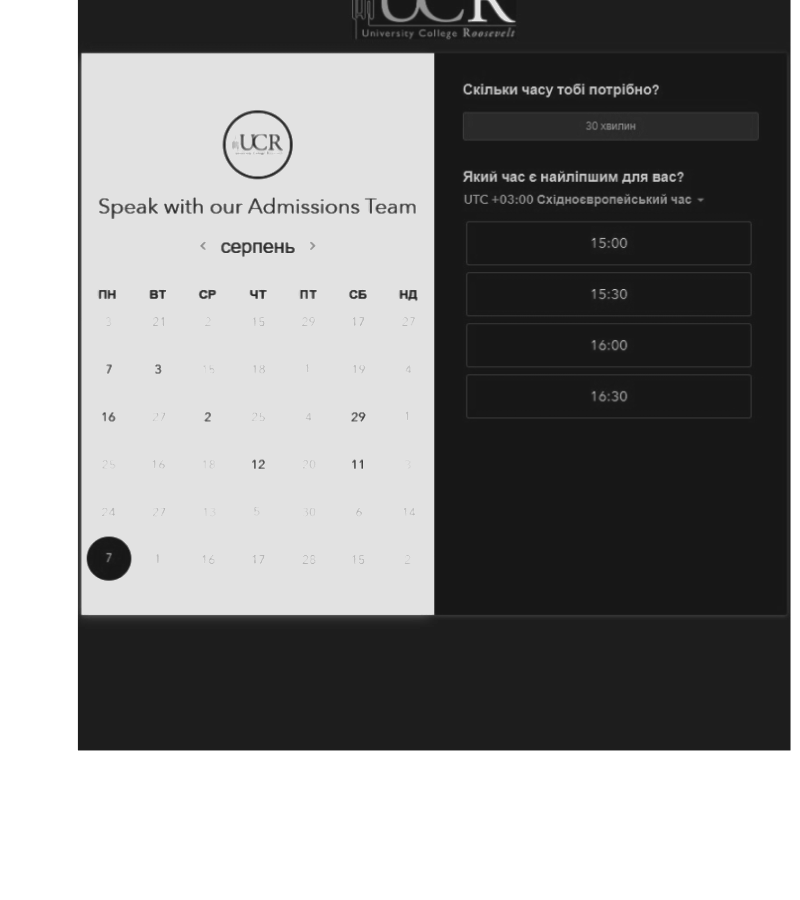 UCR
University College Roosevelt
UCR
Speak with our Admissions Team
‹ серпень ›
ПН ВТ СР ЧТ ПТ СБ НД
3 21 2 15 29 17 27
7 3 15 18 1 19 6
16 27 2 25 4 29 1
25 16 18 12 20 11 3
24 27 13 5 30 6 14
7 1 16 17 28 15 2
Скільки часу тобі потрібно?
30 хвилин
Який час є найліпшим для вас?
UTC +03:00 Східноєвропейський час
15:00
15:30
16:00
16:30